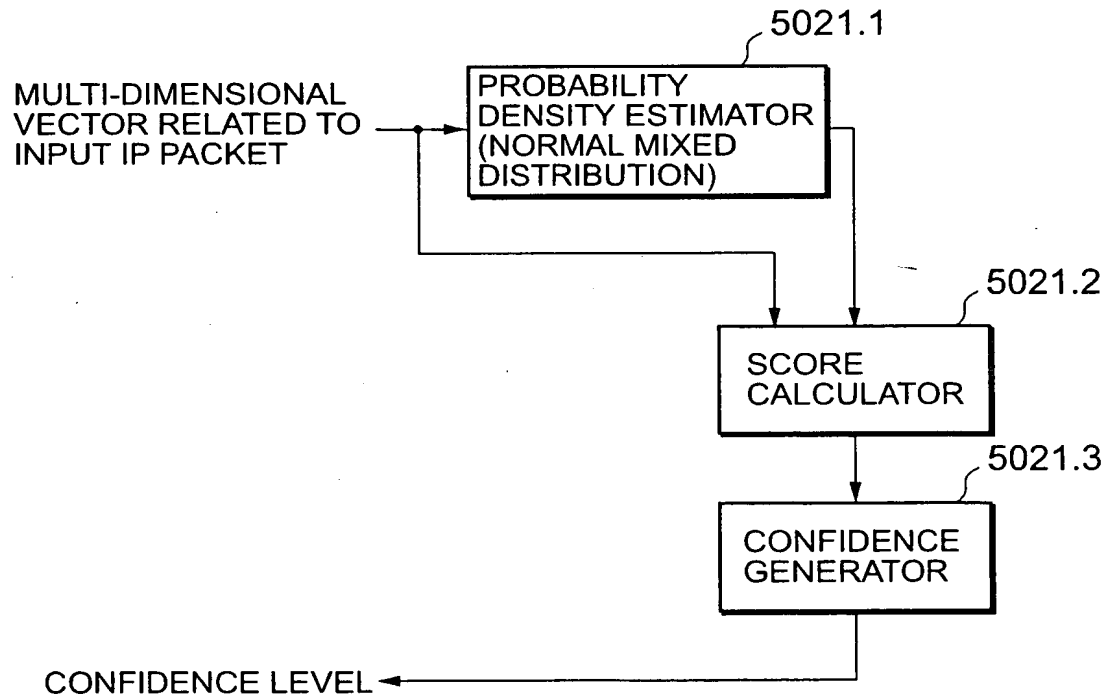 5021.1
MULTI-DIMENSIONAL
VECTOR RELATED TO
INPUT IP PACKET
PROBABILITY
DENSITY ESTIMATOR
(NORMAL MIXED
DISTRIBUTION)
5021.2
SCORE
CALCULATOR
5021.3
CONFIDENCE
GENERATOR
CONFIDENCE LEVEL